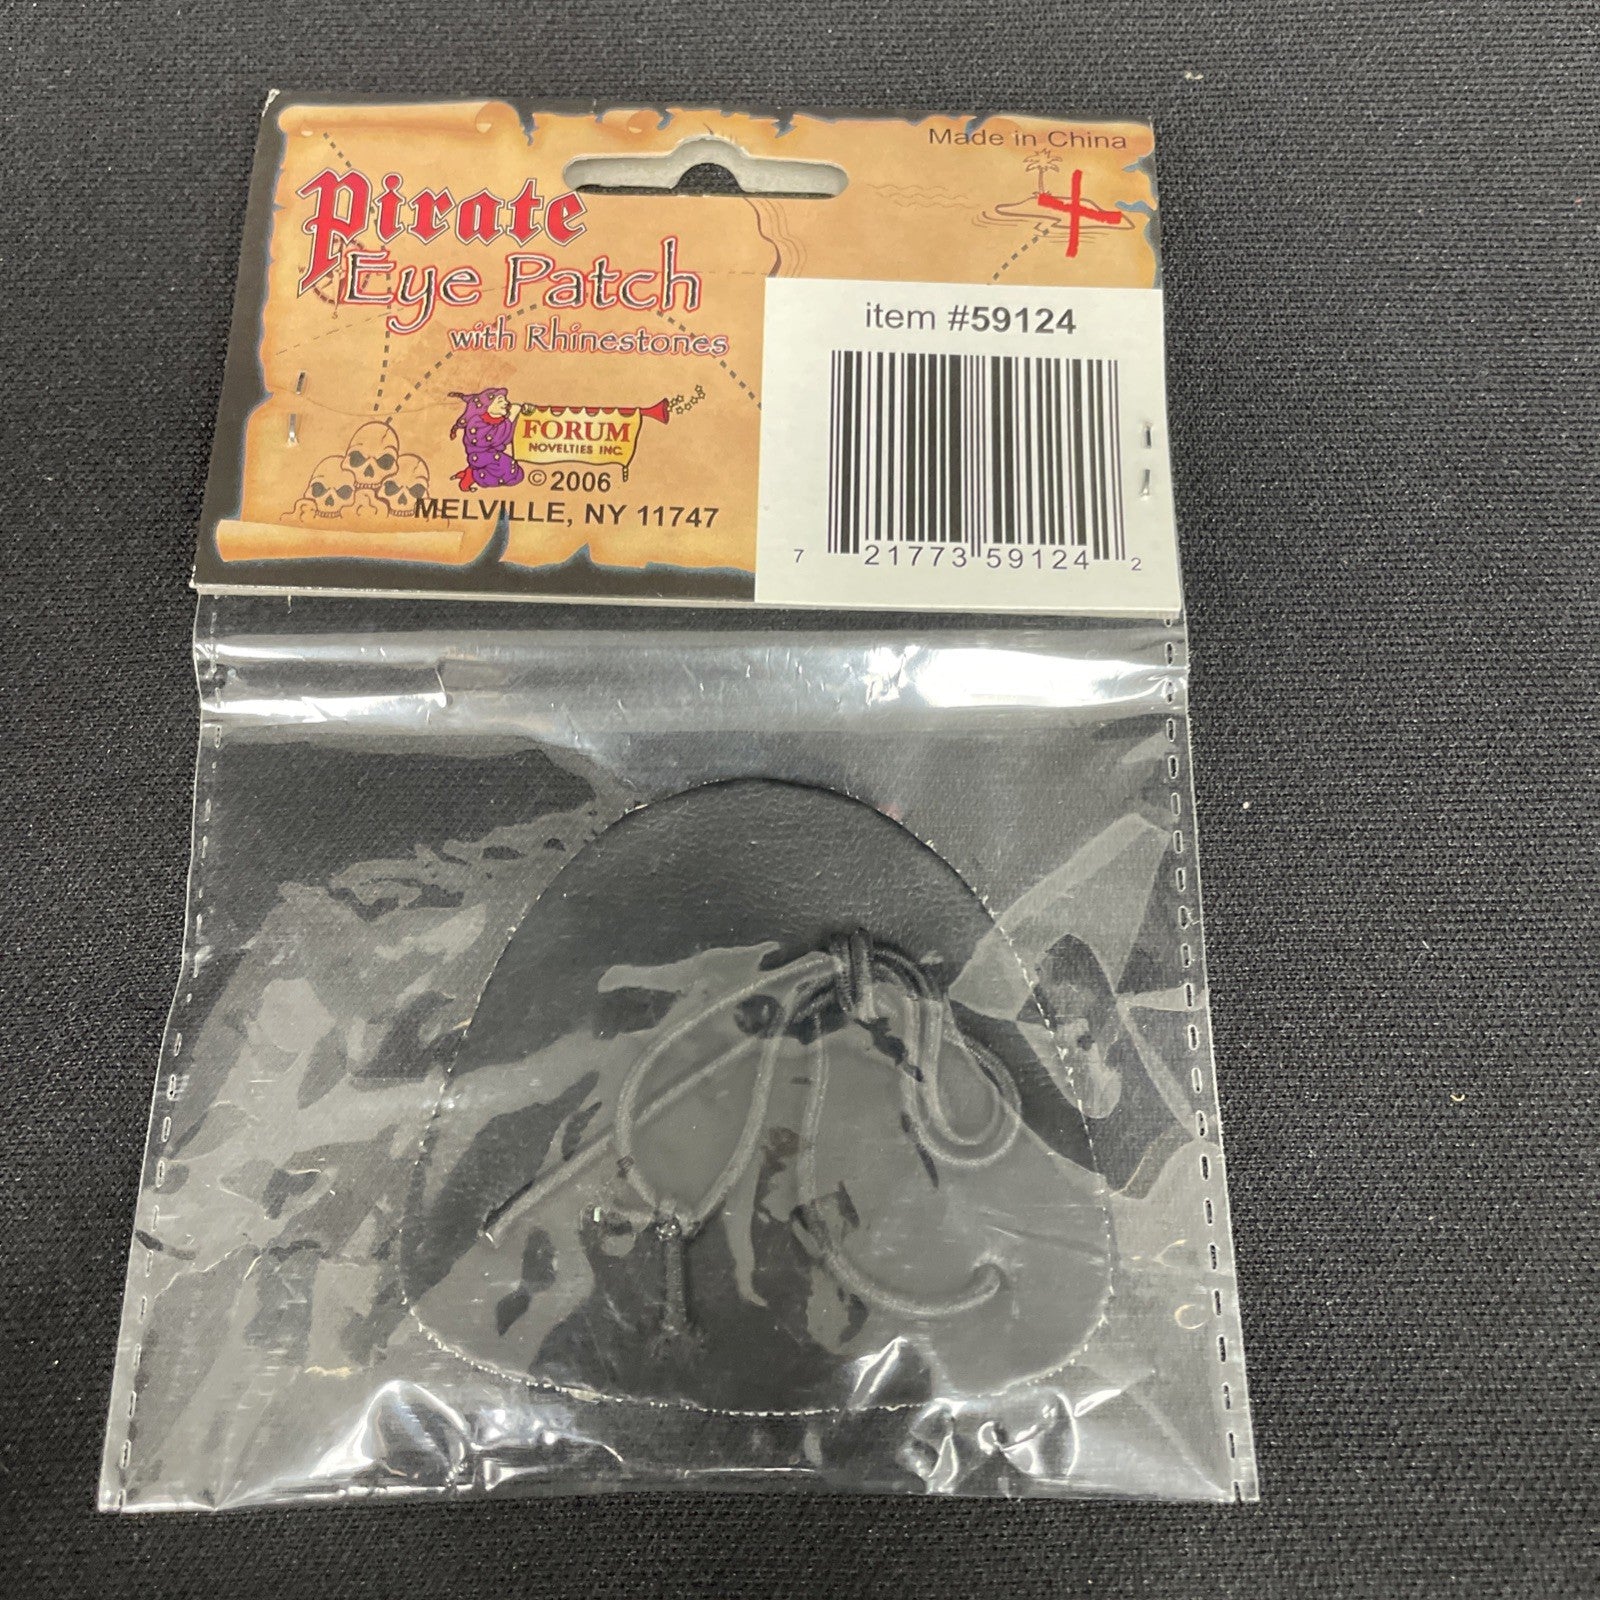 Made in China
Pirate
Eye Patch
with Rhinestones
item #59124
FORUM
NOVELTIES INC.
© 2006
MELVILLE, NY 11747
7 21773 59124 2